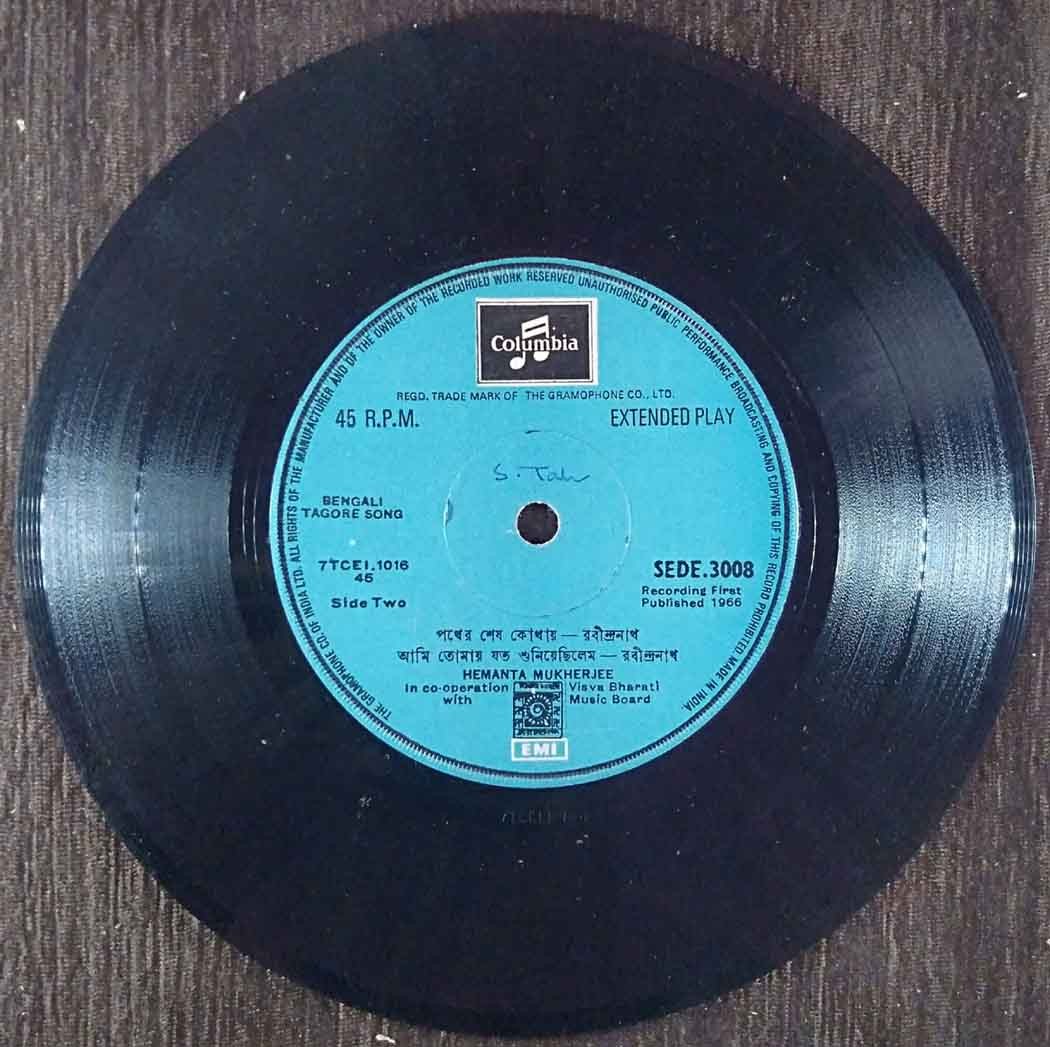 THE GRAMOPHONE CO. OF INDIA LTD. ALL RIGHTS OF THE MANUFACTURER AND OF THE OWNER OF THE RECORDED WORK RESERVED UNAUTHORISED PUBLIC PERFORMANCE BROADCASTING AND COPYING OF THIS RECORD PROHIBITED MADE IN INDIA
Columbia
REGD. TRADE MARK OF THE GRAMOPHONE CO., LTD.
45 R.P.M. EXTENDED PLAY
BENGALI
TAGORE SONG
7TCEI.1016 SEDE.3008
45 Recording First
Side Two Published 1966
পথের শেষ কোথায় — রবীন্দ্রনাথ
আমি তোমায় যত শুনিয়েছিলেম — রবীন্দ্রনাথ
HEMANTA MUKHERJEE
In co-operation Visva Bharati
with Music Board
EMI